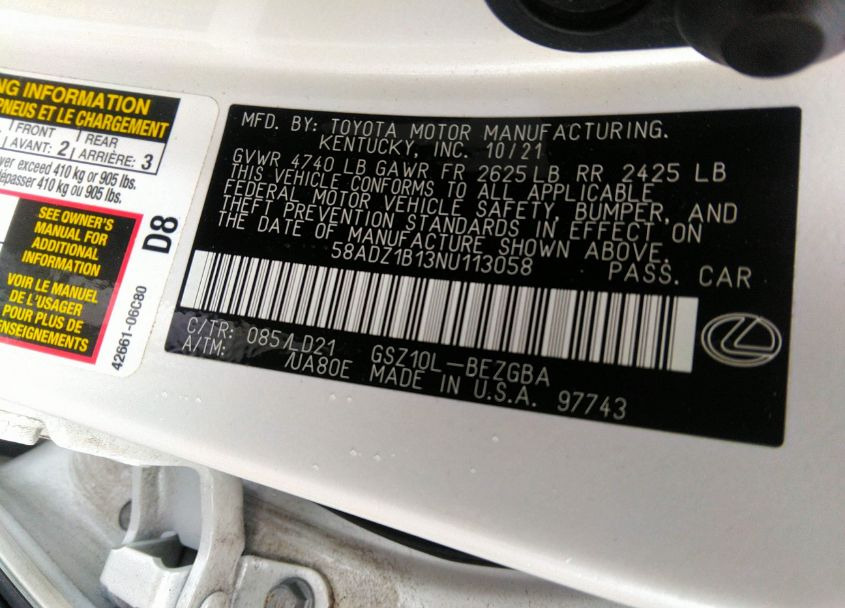 NG INFORMATION
PNEUS ET LE CHARGEMENT
FRONT
AVANT: 2
REAR
ARRIÈRE: 3
ver exceed 410 kg or 905 lbs.
dépasser 410 kg ou 905 lbs.
SEE OWNER'S
MANUAL FOR
ADDITIONAL
INFORMATION
VOIR LE MANUEL
DE L'USAGER
POUR PLUS DE
RENSEIGNEMENTS
D8
42661-06C80
MFD. BY: TOYOTA MOTOR MANUFACTURING.
KENTUCKY, INC. 10/21
GVWR 4740 LB GAWR FR 2625 LB RR 2425 LB
THIS VEHICLE CONFORMS TO ALL APPLICABLE
FEDERAL MOTOR VEHICLE SAFETY, BUMPER, AND
THEFT PREVENTION STANDARDS IN EFFECT ON
THE DATE OF MANUFACTURE SHOWN ABOVE.
58ADZ1B13NU113058 PASS. CAR
C/TR: 085/LD21 GSZ10L-BEZGBA
A/TM: /UA80E MADE IN U.S.A. 97743